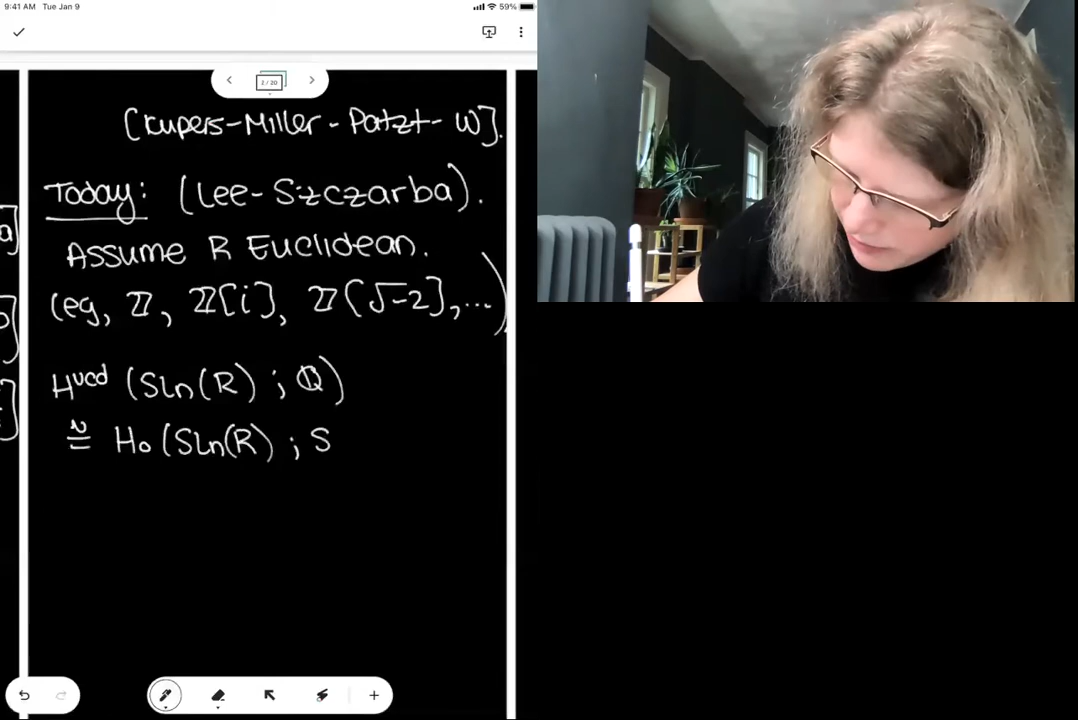 9:41 AM Tue Jan 9
59%
2 / 20
[Kupers-Miller-Patzt-W].
Today: (Lee-Szczarba).
Assume R Euclidean.
(eg, ℤ, ℤ[i], ℤ[√-2],...)
Hᵛᶜᵈ (SLn(R) ; ℚ)
≅ H₀ (SLn(R) ; S